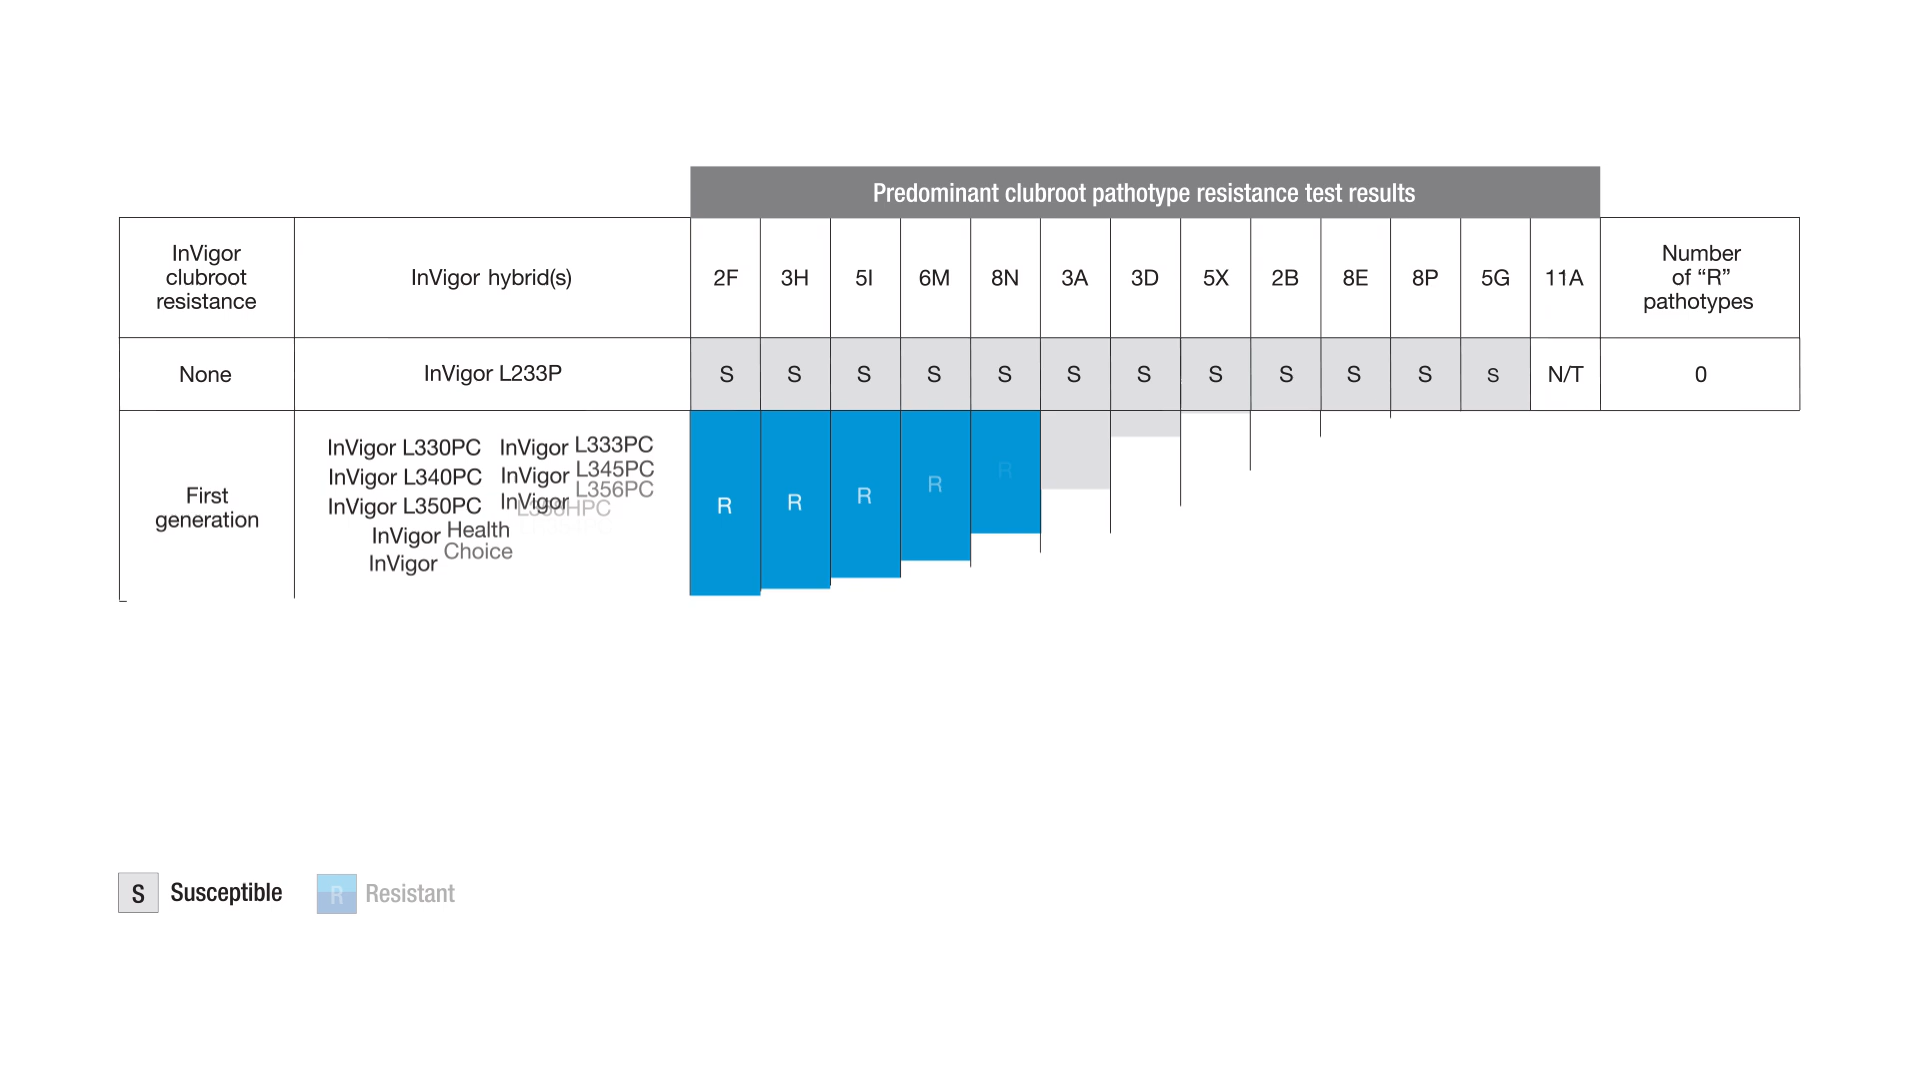 Predominant clubroot pathotype resistance test results
InVigor
clubroot
resistance
InVigor hybrid(s)
2F 3H 5I 6M 8N 3A 3D 5X 2B 8E 8P 5G 11A
Number
of “R”
pathotypes
None
InVigor L233P
S S S S S S S S S S S S N/T
0
First
generation
InVigor L330PC InVigor L333PC
InVigor L340PC InVigor L345PC
InVigor L350PC InVigor L356PC
InVigor Health
InVigor Choice
R R R R R
S Susceptible R Resistant